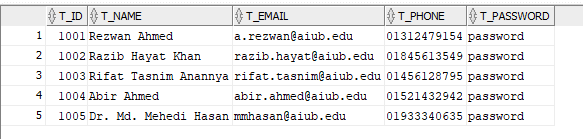 T_ID T_NAME T_EMAIL T_PHONE T_PASSWORD
1 1001 Rezwan Ahmed a.rezwan@aiub.edu 01312479154 password
2 1002 Razib Hayat Khan razib.hayat@aiub.edu 01845613549 password
3 1003 Rifat Tasnim Anannya rifat.tasnim@aiub.edu 01456128795 password
4 1004 Abir Ahmed abir.ahmed@aiub.edu 01521432942 password
5 1005 Dr. Md. Mehedi Hasan mmhasan@aiub.edu 01933340635 password